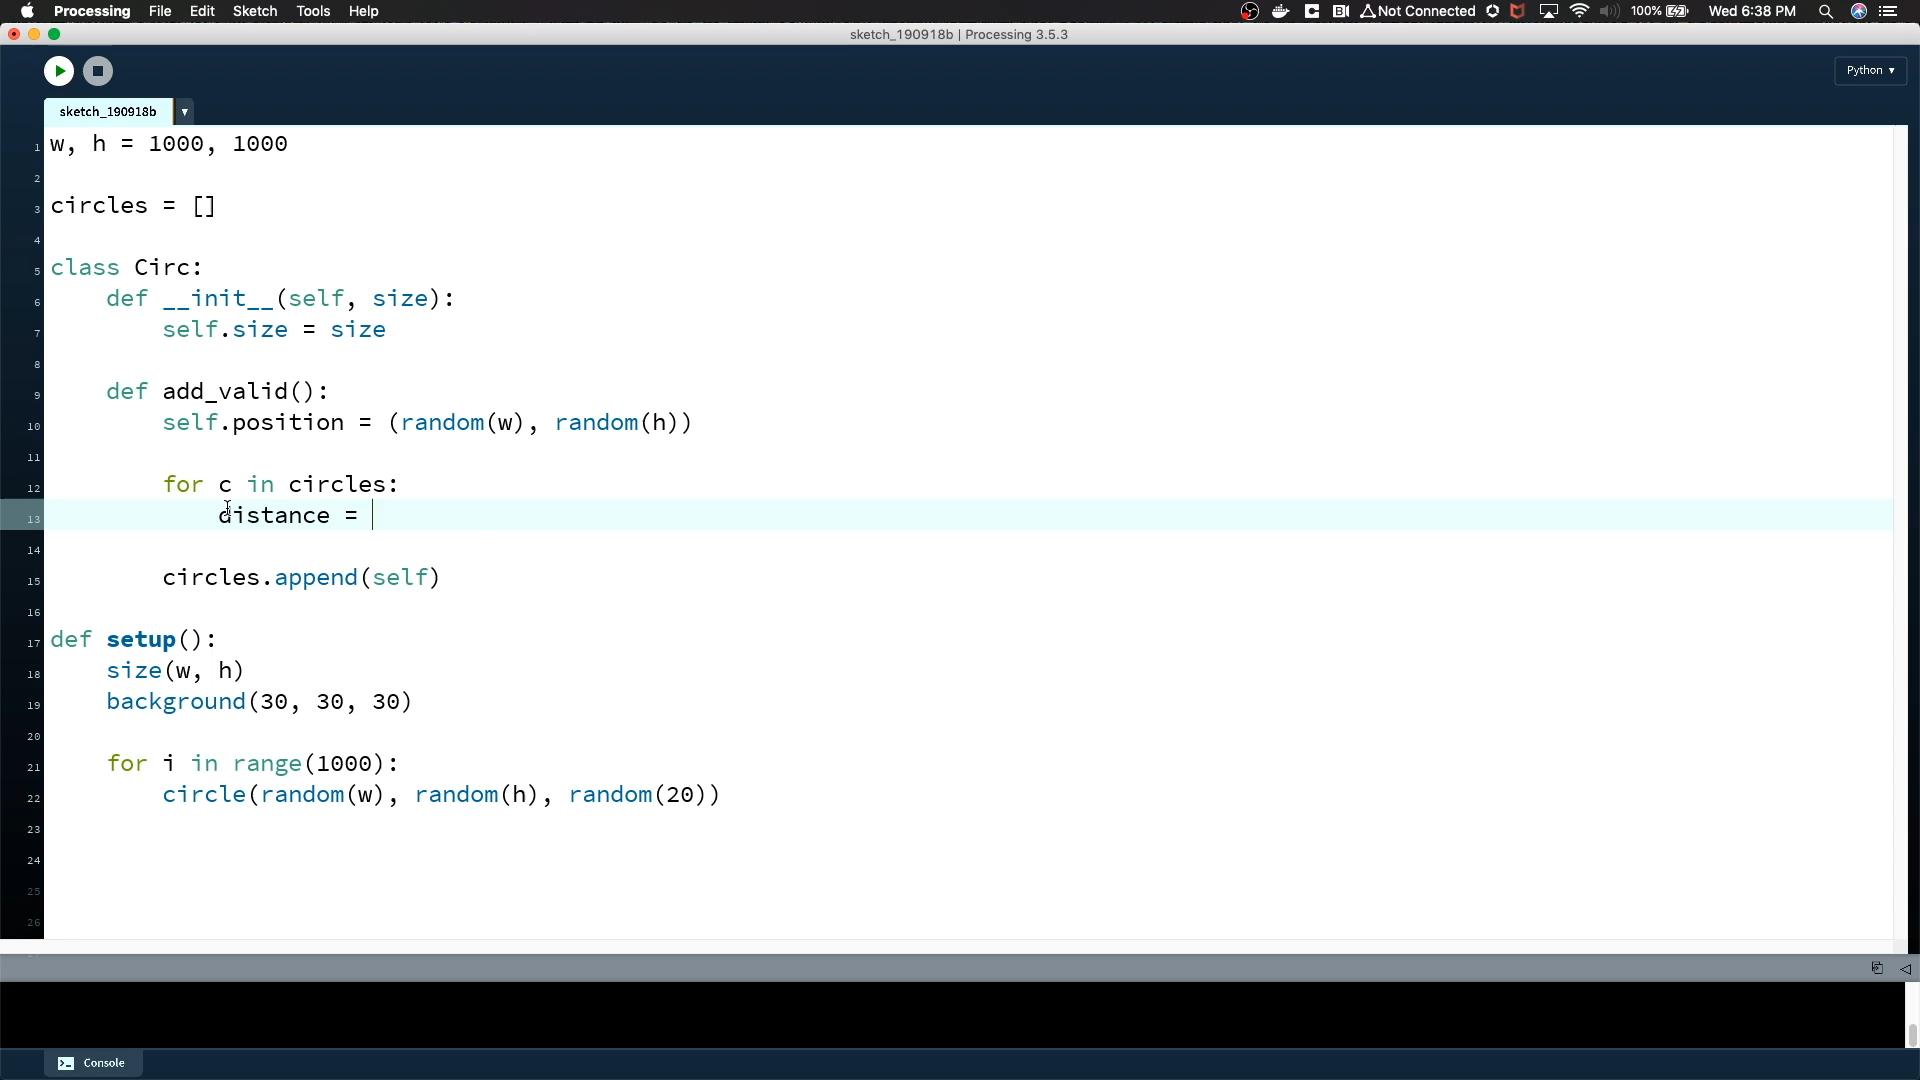 Processing File Edit Sketch Tools Help Not Connected 100% Wed 6:38 PM
sketch_190918b | Processing 3.5.3
Python ▾
sketch_190918b ▾
1 w, h = 1000, 1000
2
3 circles = []
4
5 class Circ:
6     def __init__(self, size):
7         self.size = size
8
9     def add_valid():
10         self.position = (random(w), random(h))
11
12         for c in circles:
13             distance =
14
15         circles.append(self)
16
17 def setup():
18     size(w, h)
19     background(30, 30, 30)
20
21     for i in range(1000):
22         circle(random(w), random(h), random(20))
23
24
25
26
Console